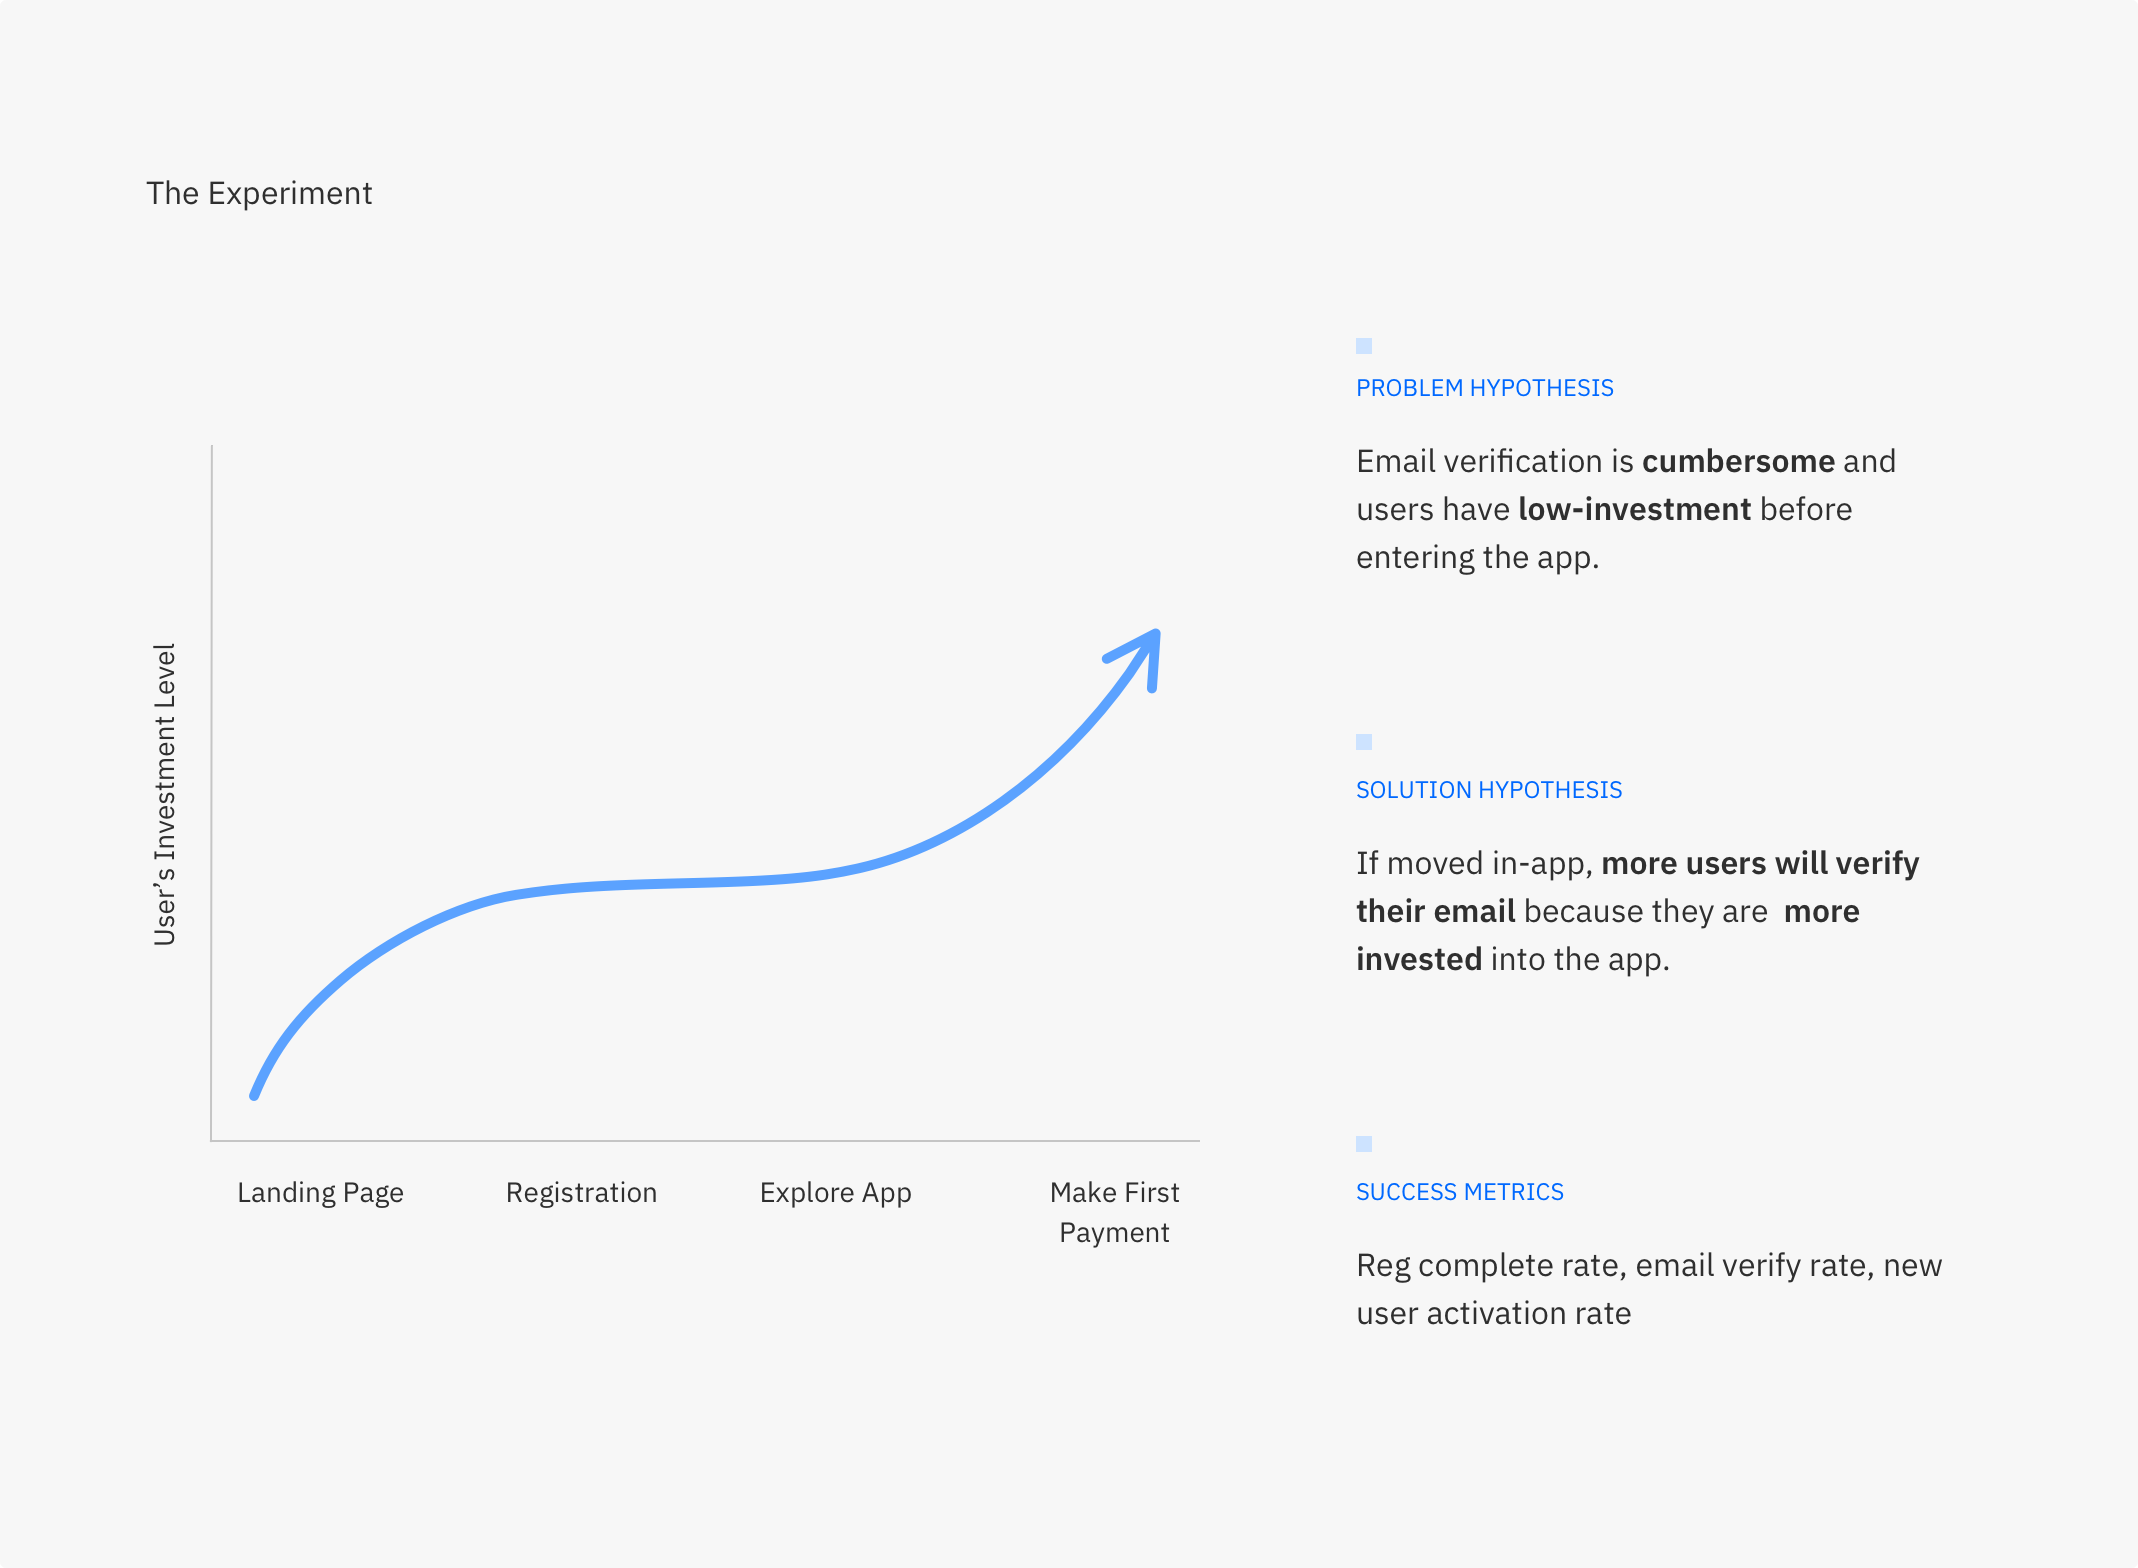 The Experiment
User’s Investment Level
Landing Page
Registration
Explore App
Make First
Payment
PROBLEM HYPOTHESIS
Email verification is cumbersome and
users have low-investment before
entering the app.
SOLUTION HYPOTHESIS
If moved in-app, more users will verify
their email because they are  more
invested into the app.
SUCCESS METRICS
Reg complete rate, email verify rate, new
user activation rate